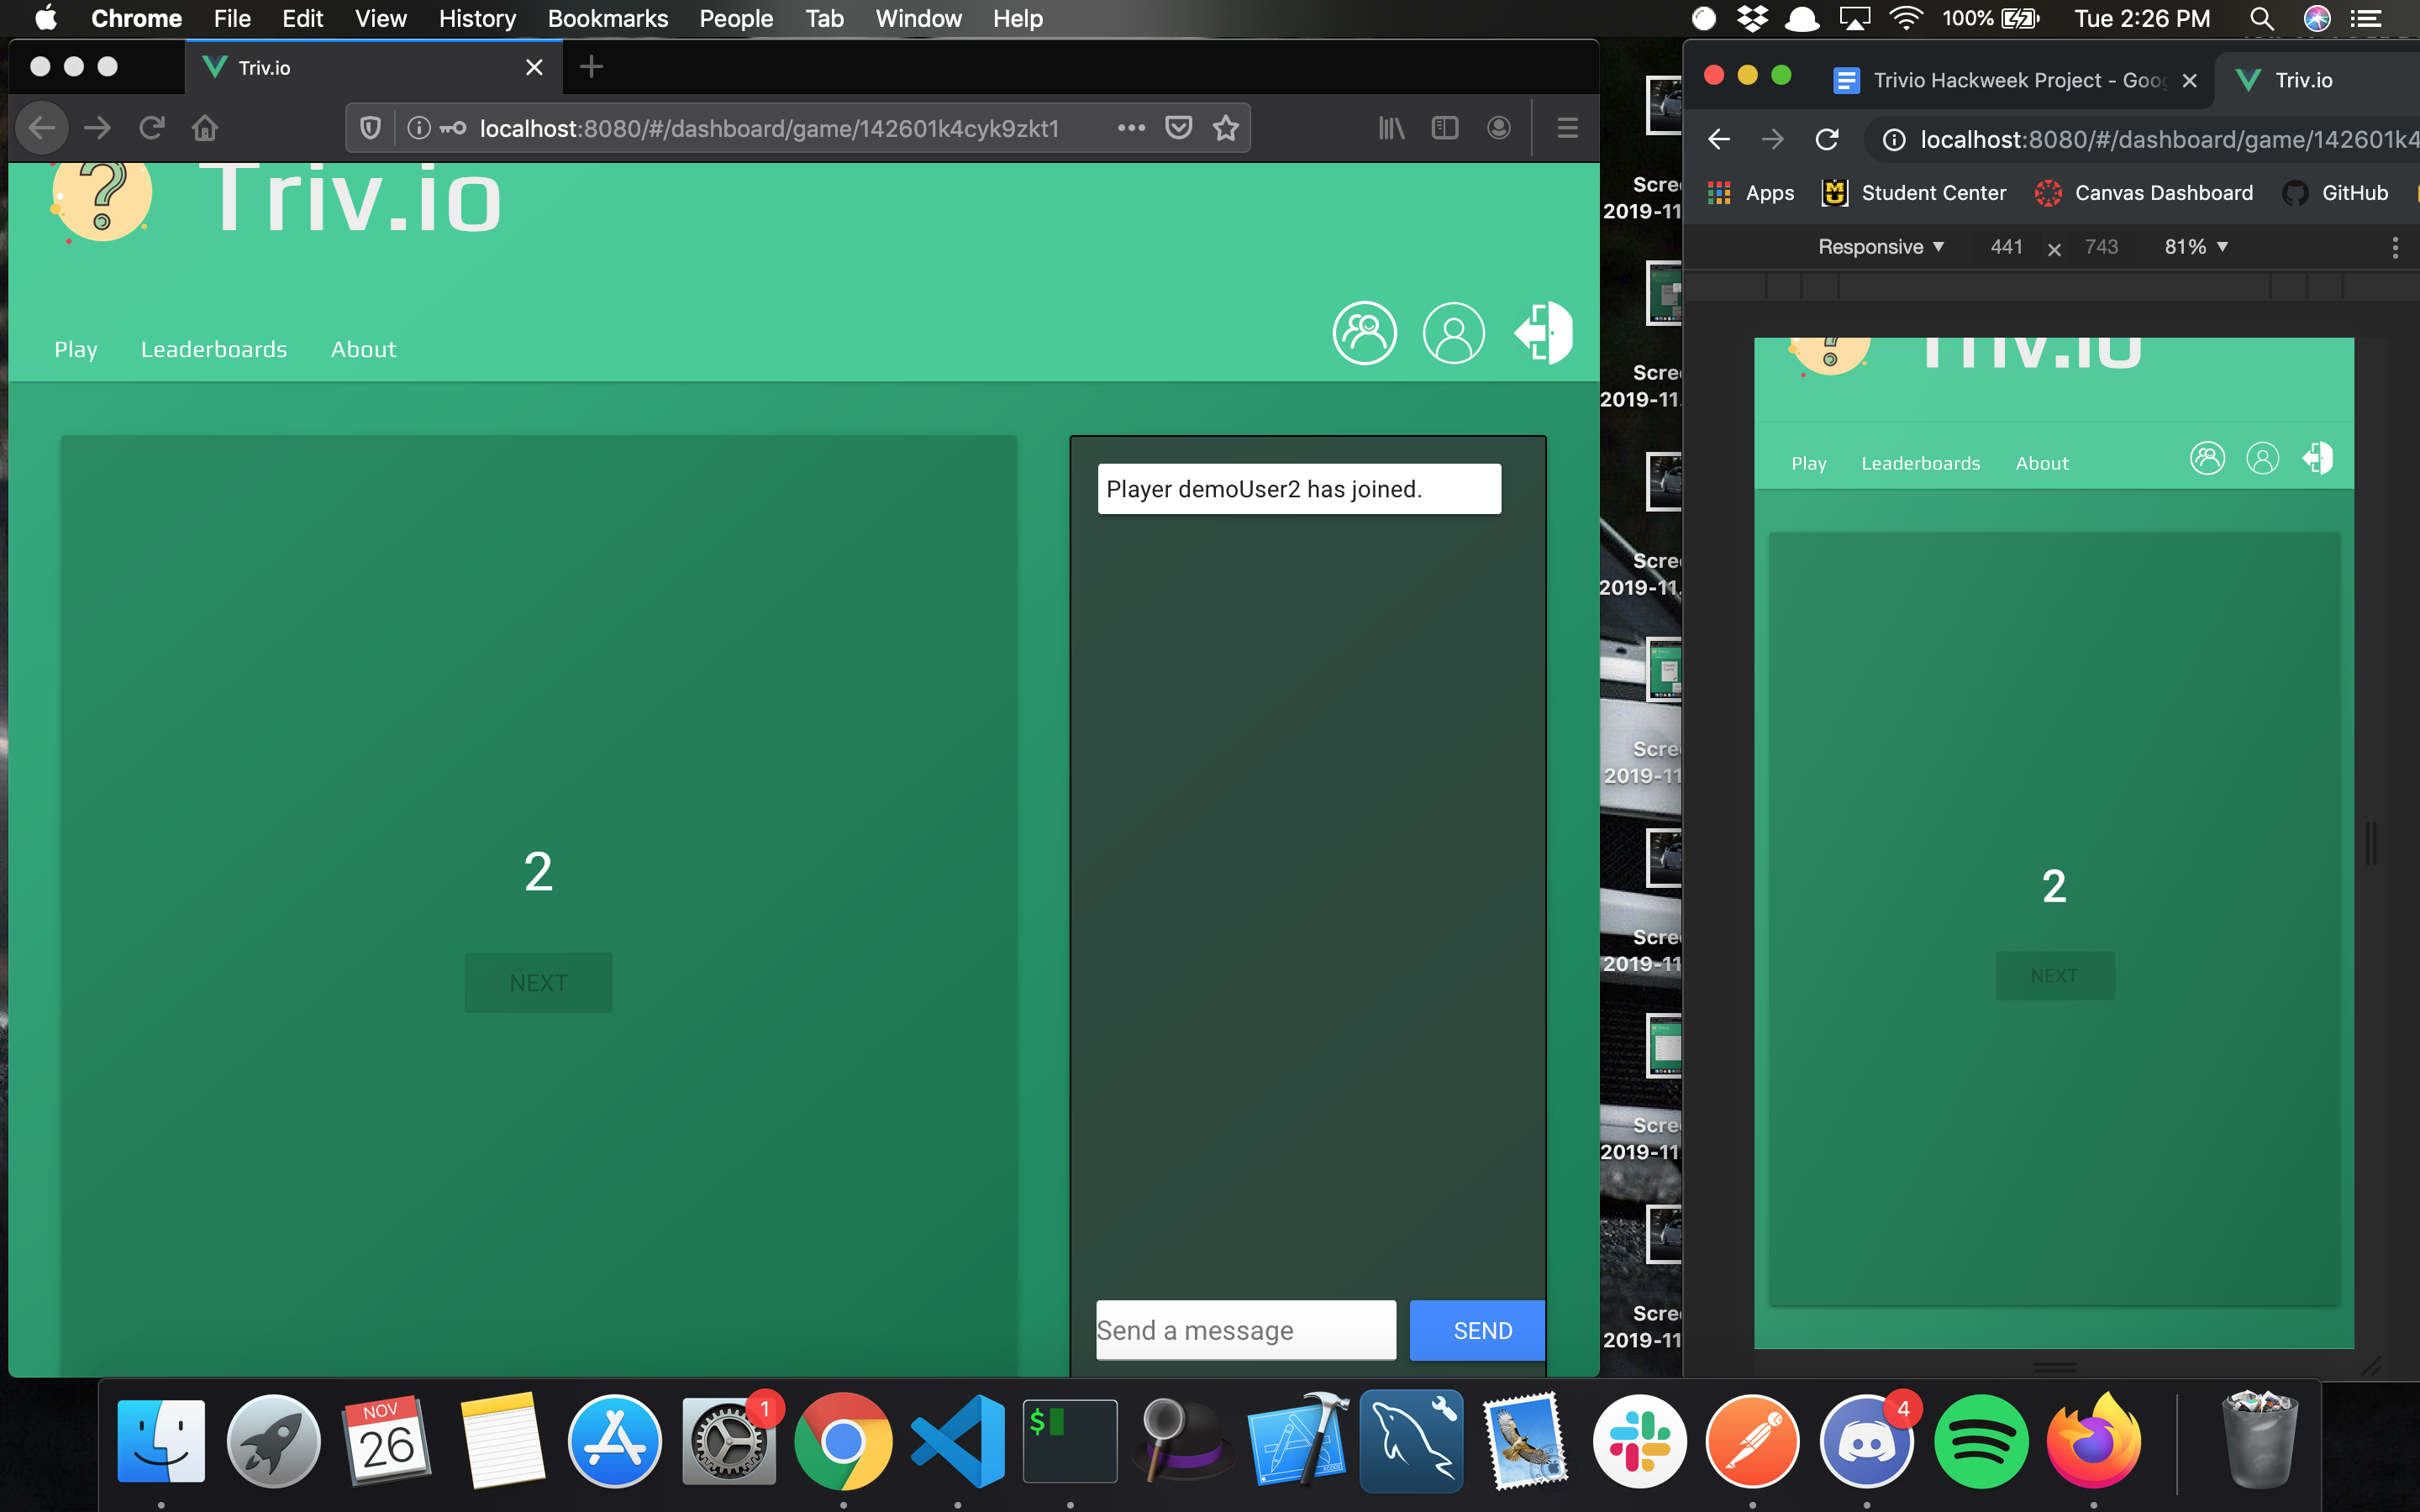 Chrome File Edit View History Bookmarks People Tab Window Help 100% Tue 2:26 PM
Triv.io
localhost:8080/#/dashboard/game/142601k4cyk9zkt1
Triv.io
Play Leaderboards About
2
NEXT
Player demoUser2 has joined.
Send a message SEND
Scre
2019-11
Scre
2019-11.
Scre
2019-11.
Scre
2019-11
Scre
2019-11
Scre
2019-11
Scre
2019-11
Trivio Hackweek Project - Goo Triv.io
localhost:8080/#/dashboard/game/142601k4
Apps Student Center Canvas Dashboard GitHub
Responsive 441 × 743 81%
Triv.io
Play Leaderboards About
2
NEXT
NOV
26
1
$
XCODE
4